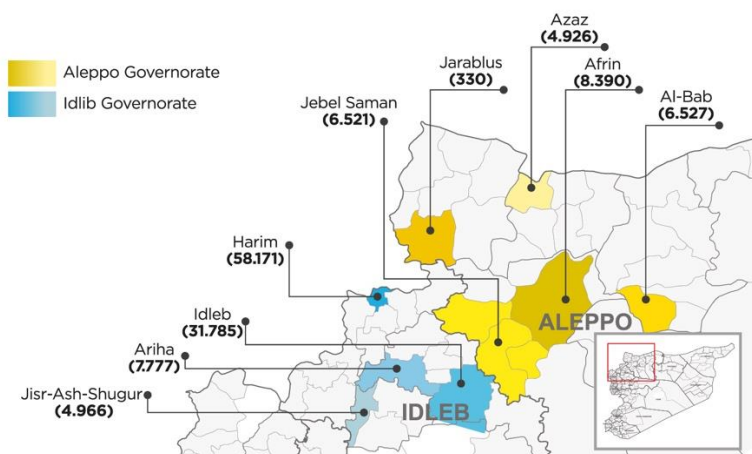 Azaz
(4.926)
Aleppo Governorate
Jarablus
(330)
Afrin
(8.390)
Idlib Governorate
Jebel Saman
(6.521)
Al-Bab
(6.527)
Harim
(58.171)
Idleb
(31.785)
ALEPPO
Ariha
(7.777)
Jisr-Ash-Shugur
(4.966)
IDLEB